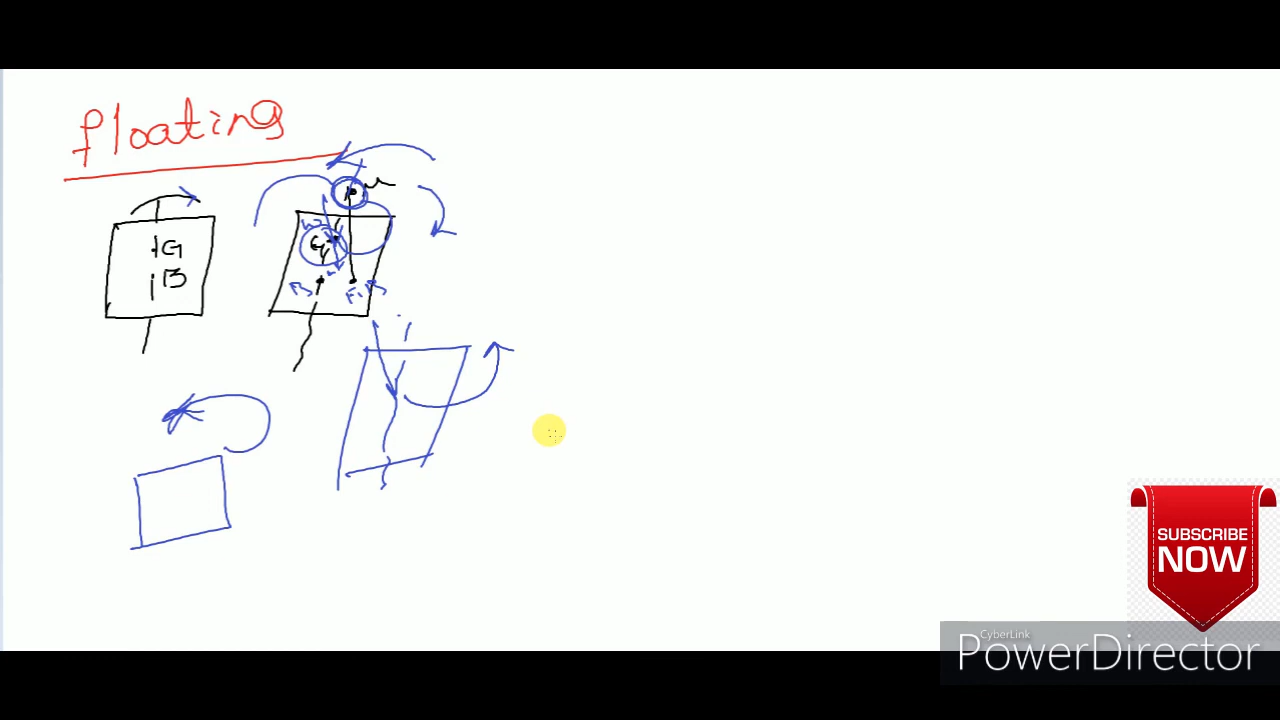 floating
G
B
M
G
B
SUBSCRIBE
NOW
CyberLink
PowerDirector